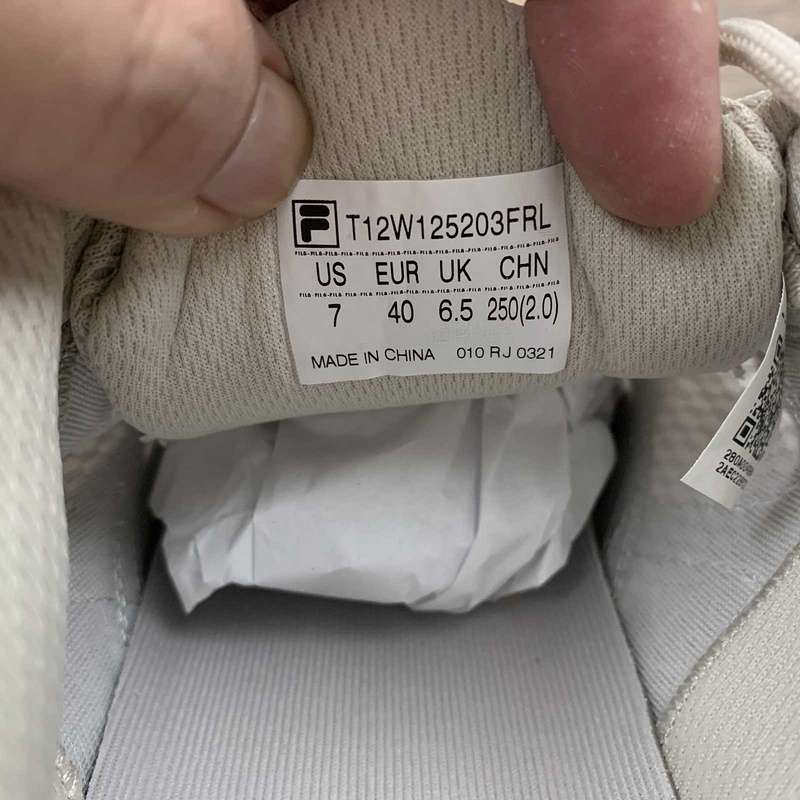 T12W125203FRL
US EUR UK CHN
7 40 6.5 250(2.0)
MADE IN CHINA 010 RJ 0321